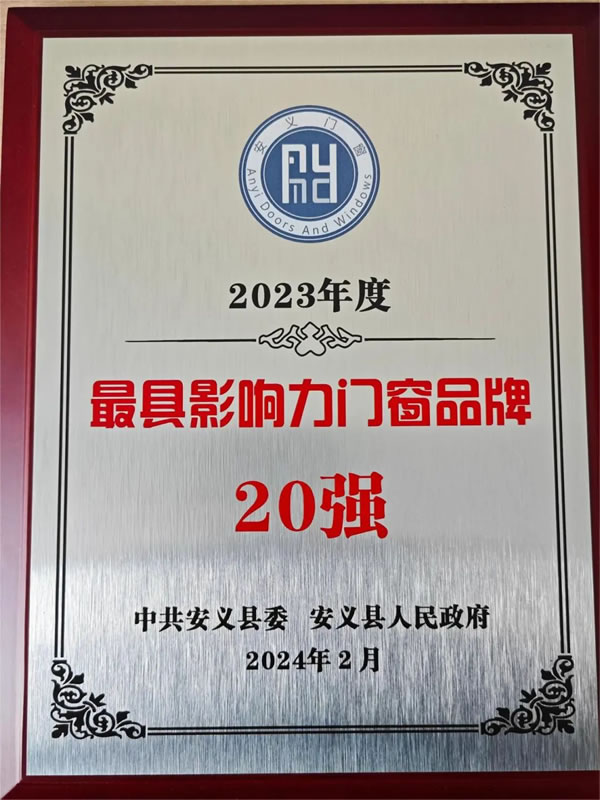 安义门窗
Anyi Doors And Windows
2023年度
最具影响力门窗品牌
20强
中共安义县委 安义县人民政府
2024年2月